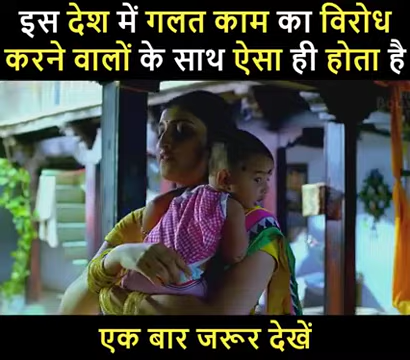 इस देश में गलत काम का विरोध
करने वालों के साथ ऐसा ही होता है
एक बार जरूर देखें